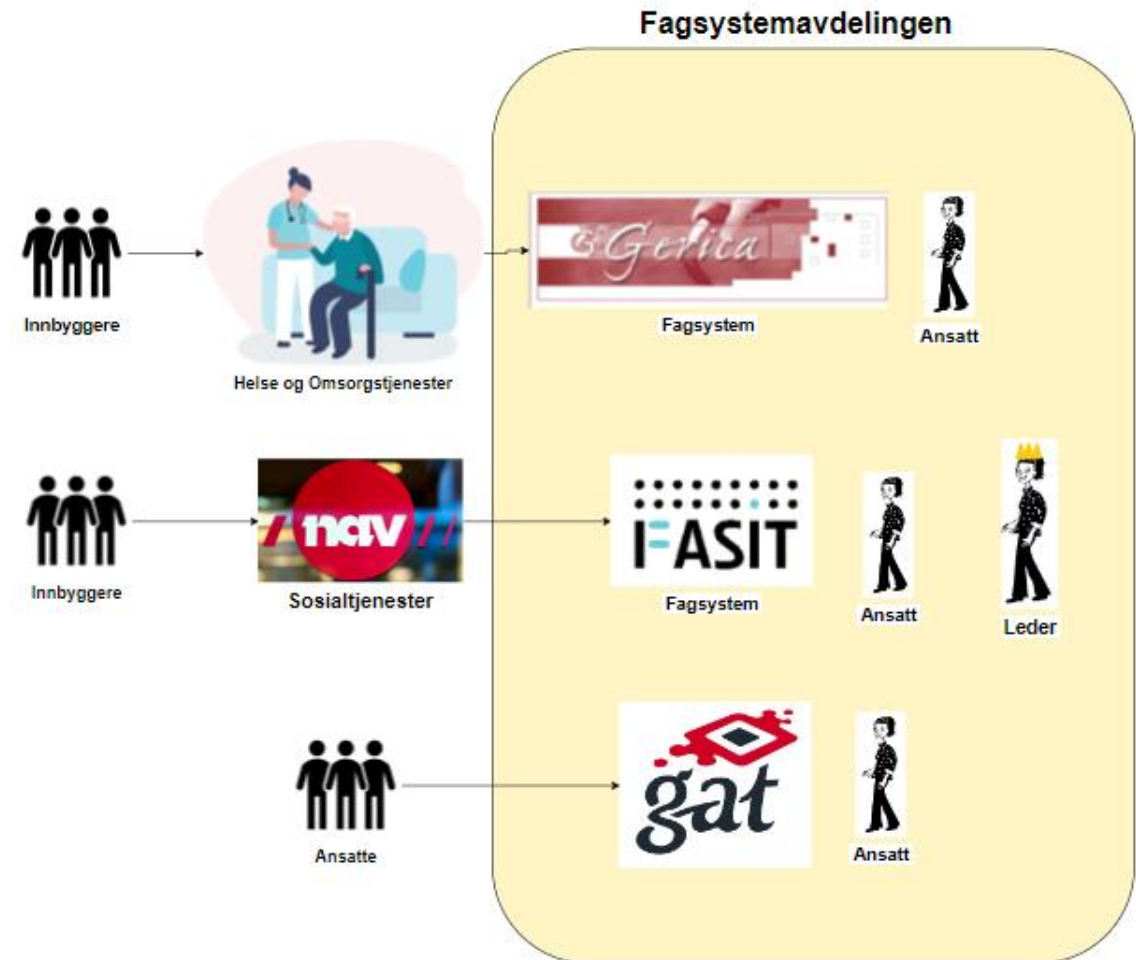 Fagsystemavdelingen
Innbyggere
Helse og Omsorgstjenester
Gerica
Fagsystem
Ansatt
Innbyggere
nav
Sosialtjenester
FASIT
Fagsystem
Ansatt
Leder
Ansatte
gat
Ansatt